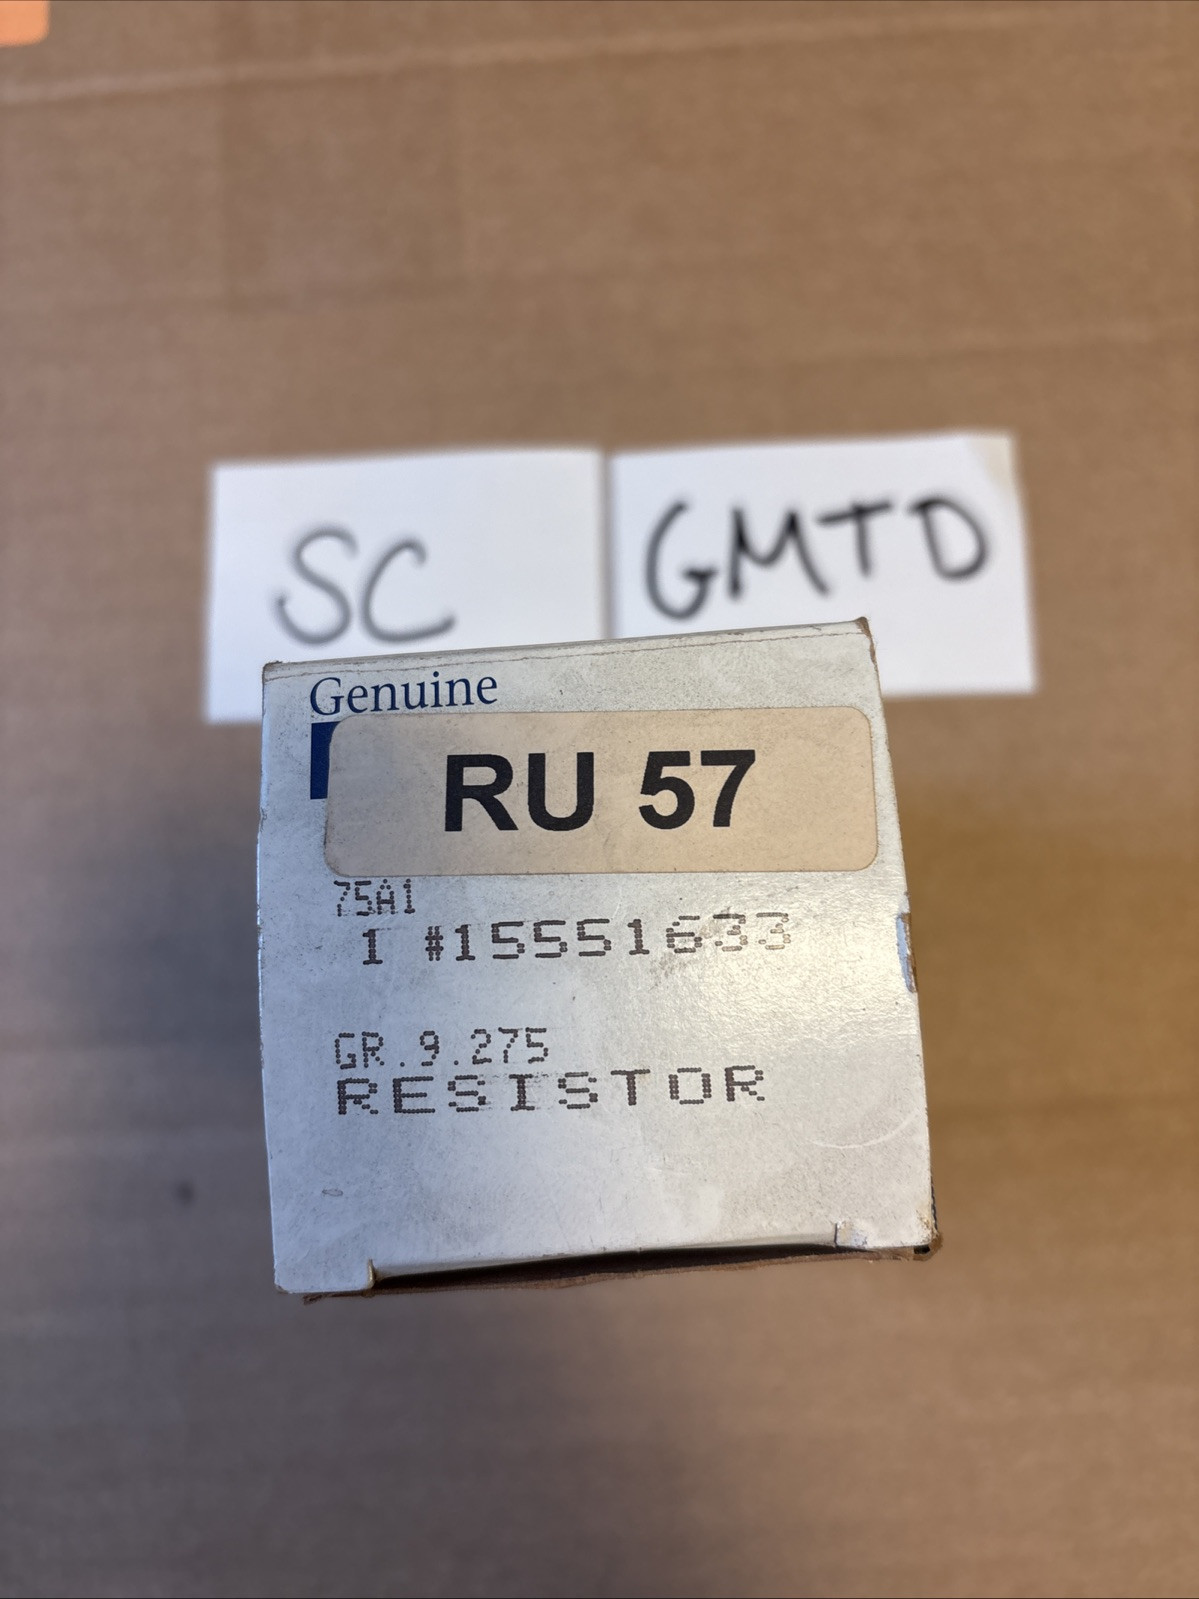 SC
GMTD
Genuine
RU 57
75A1
1 #15551633
GR.9.275
RESISTOR